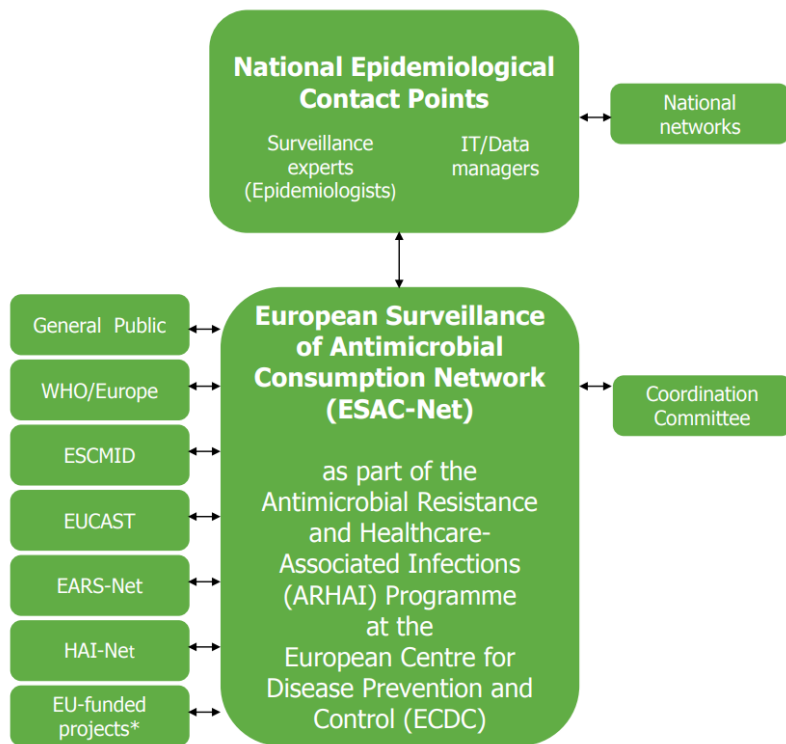 National Epidemiological
Contact Points
Surveillance
experts
(Epidemiologists)
IT/Data
managers
National
networks
General Public
WHO/Europe
ESCMID
EUCAST
EARS-Net
HAI-Net
EU-funded
projects*
European Surveillance
of Antimicrobial
Consumption Network
(ESAC-Net)
as part of the
Antimicrobial Resistance
and Healthcare-
Associated Infections
(ARHAI) Programme
at the
European Centre for
Disease Prevention and
Control (ECDC)
Coordination
Committee